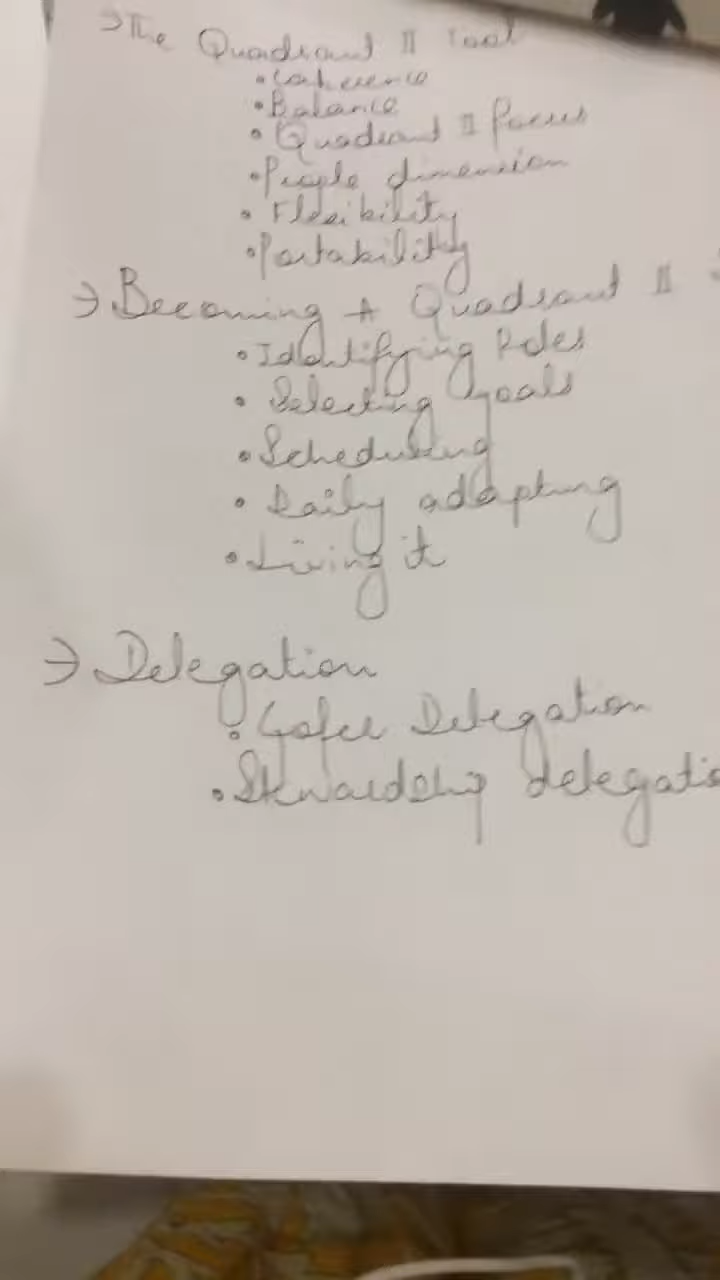 → The Quadrant II Tool
• Coherence
• Balance
• Quadrant II Focus
• People dimension
• Flexibility
• Portability
→ Becoming A Quadrant II
• Identifying Roles
• Selecting goals
• Scheduling
• Daily adapting
• Living it
→ Delegation
• Gofer Delegation
• Stewardship delegatio